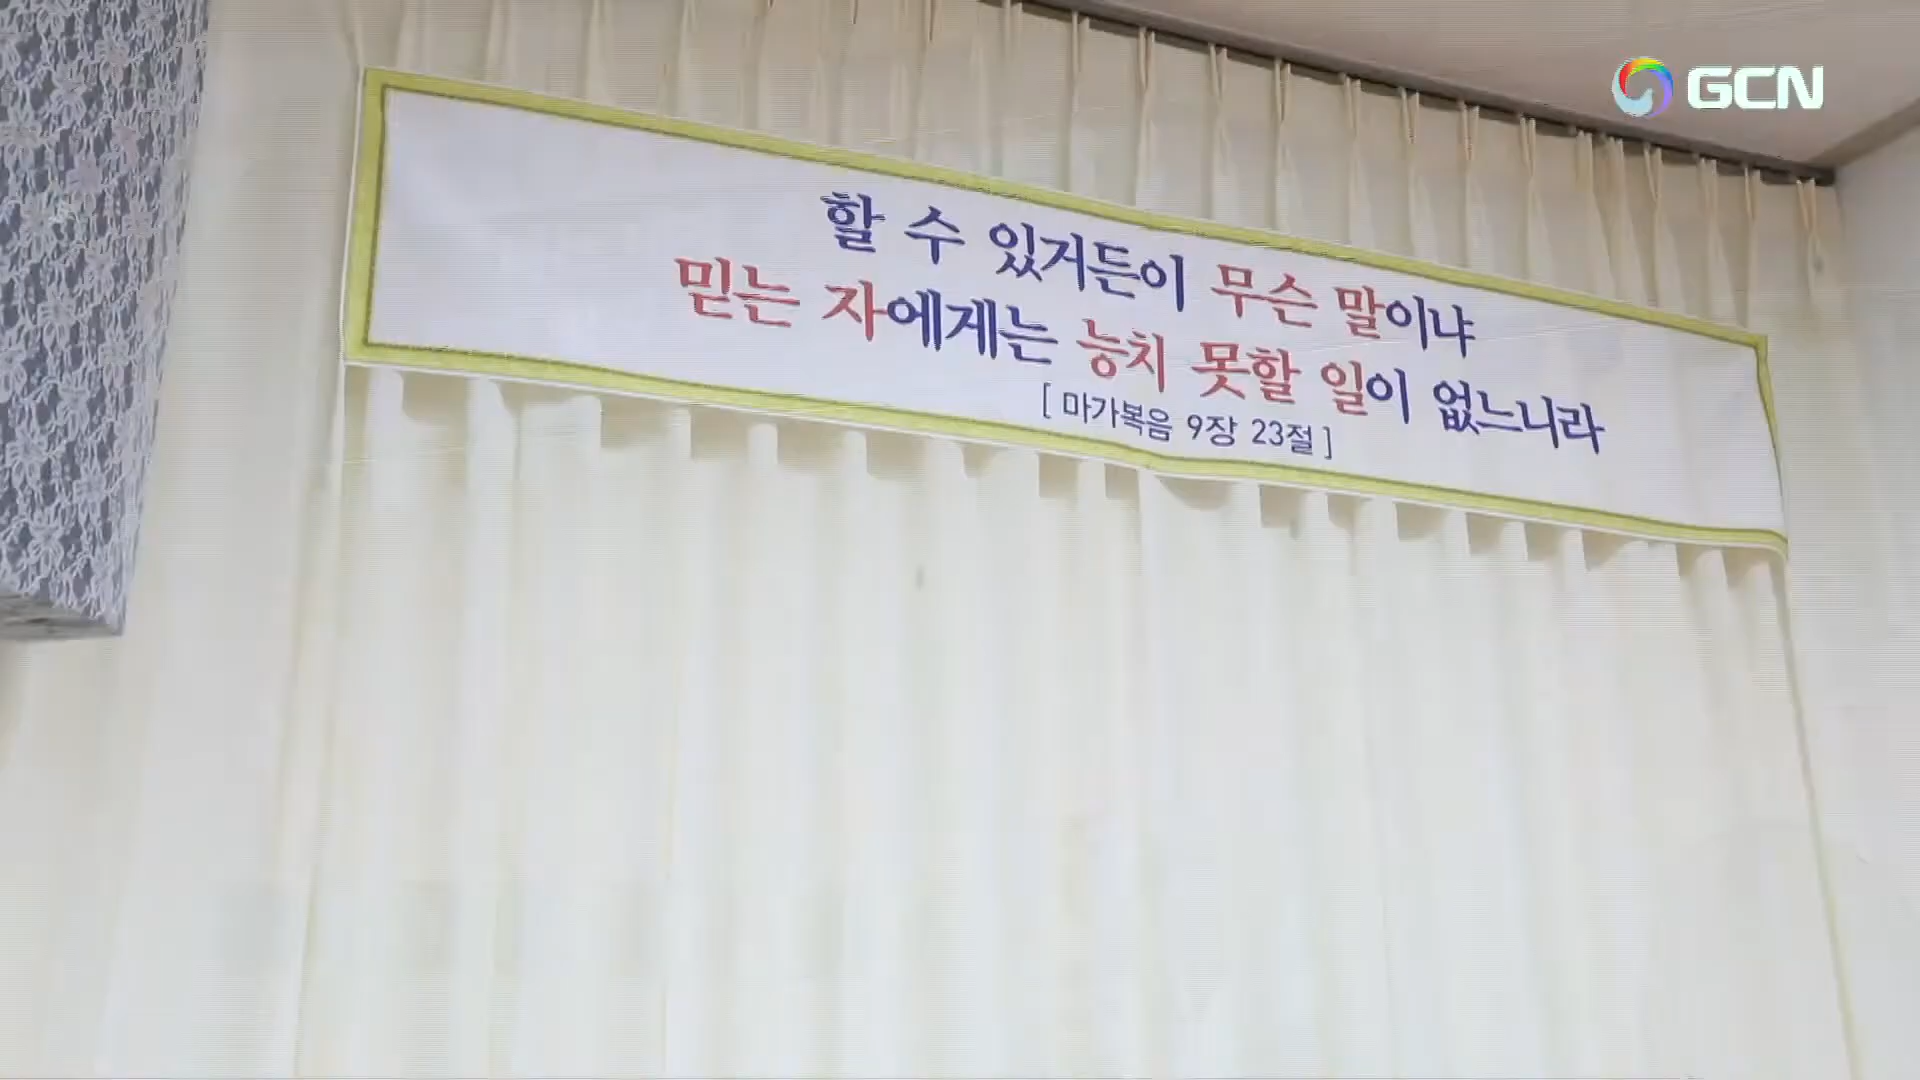 GCN
할 수 있거든이 무슨 말이냐
믿는 자에게는 능치 못할 일이 없느니라
[ 마가복음 9장 23절 ]